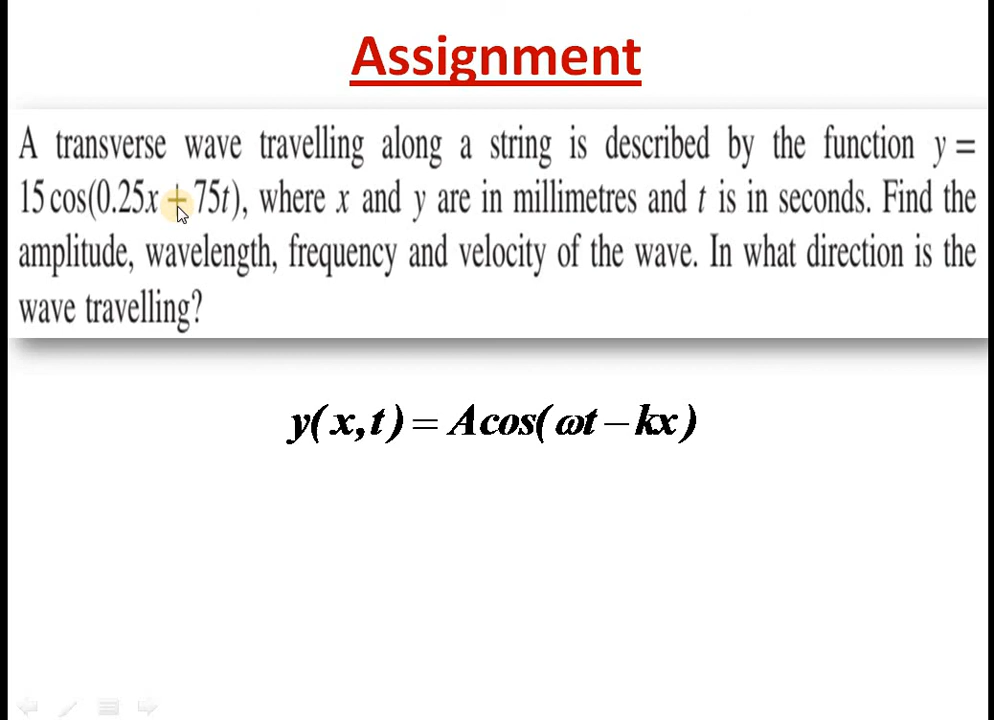 Assignment
A transverse wave travelling along a string is described by the function y =
15 cos(0.25x + 75t), where x and y are in millimetres and t is in seconds. Find the
amplitude, wavelength, frequency and velocity of the wave. In what direction is the
wave travelling?
y(x,t) = Acos(ωt − kx)